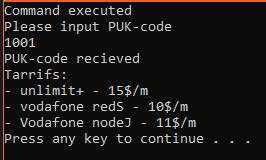 Command executed
Please input PUK-code
1001
PUK-code recieved
Tarrifs:
- unlimit+ - 15$/m
- vodafone redS - 10$/m
- Vodafone nodeJ - 11$/m
Press any key to continue . . .